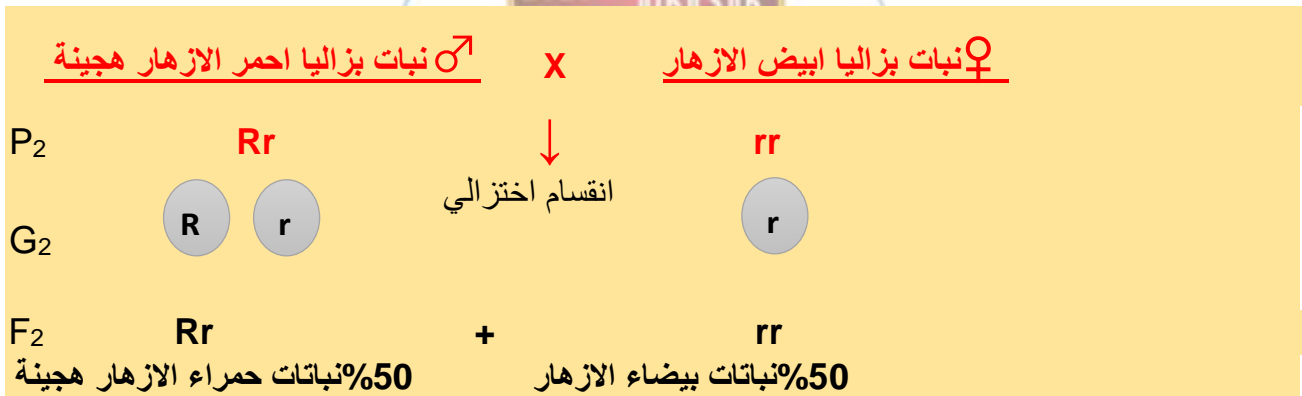 ♀نبات بزاليا ابيض الازهار X ♂ نبات بزاليا احمر الازهار هجينة
P₂ Rr ↓ rr
انقسام اختزالي
G₂ R r r
F₂ Rr + rr
50%نباتات حمراء الازهار هجينة 50%نباتات بيضاء الازهار